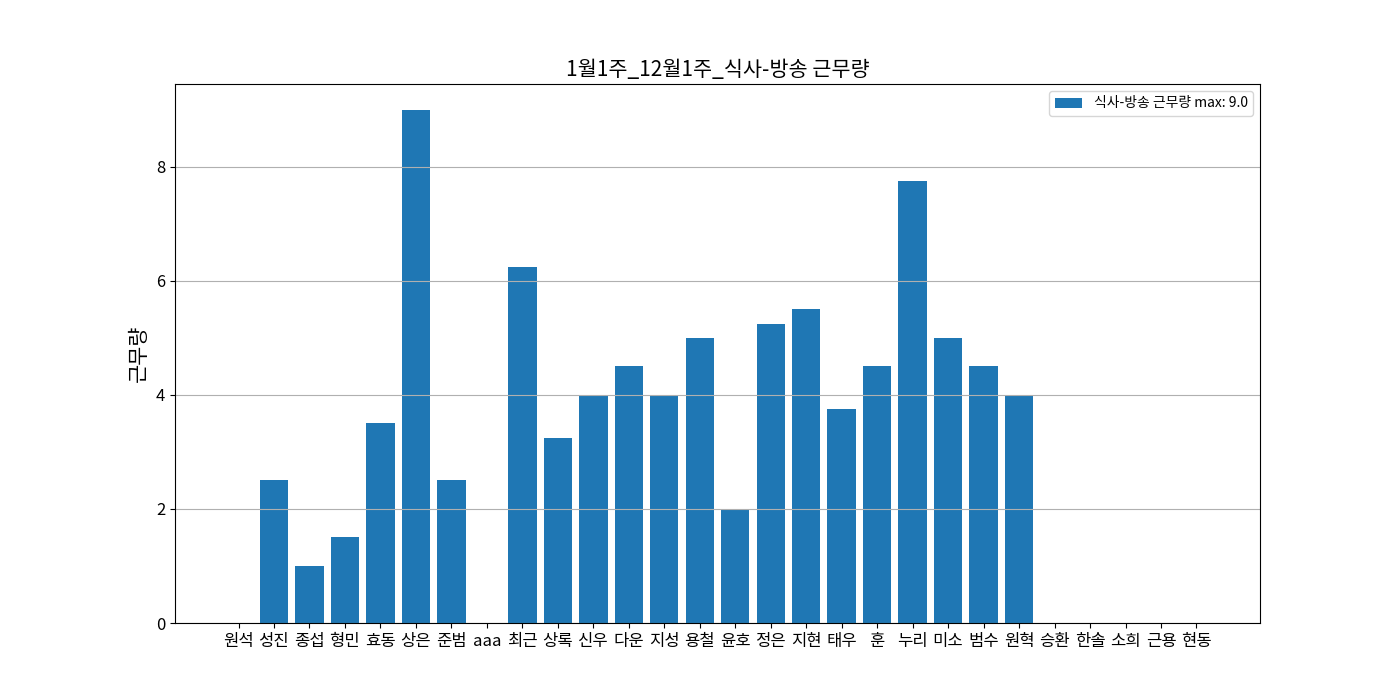 1월1주_12월1주_식사-방송 근무량
식사-방송 근무량 max: 9.0
근무량
8
6
4
2
0
원석 성진 종섭 형민 효동 상은 준범 aaa 최근 상록 신우 다운 지성 용철 윤호 정은 지현 태우 훈 누리 미소 범수 원혁 승환 한솔 소희 근용 현동